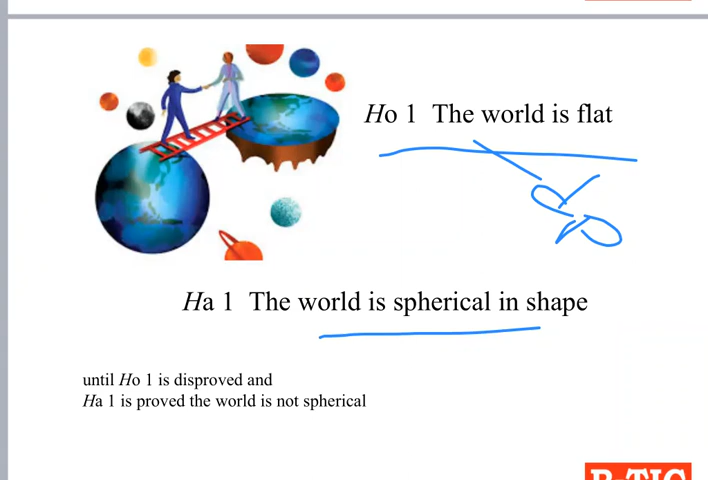 Ho 1 The world is flat
Ha 1 The world is spherical in shape
until Ho 1 is disproved and
Ha 1 is proved the world is not spherical